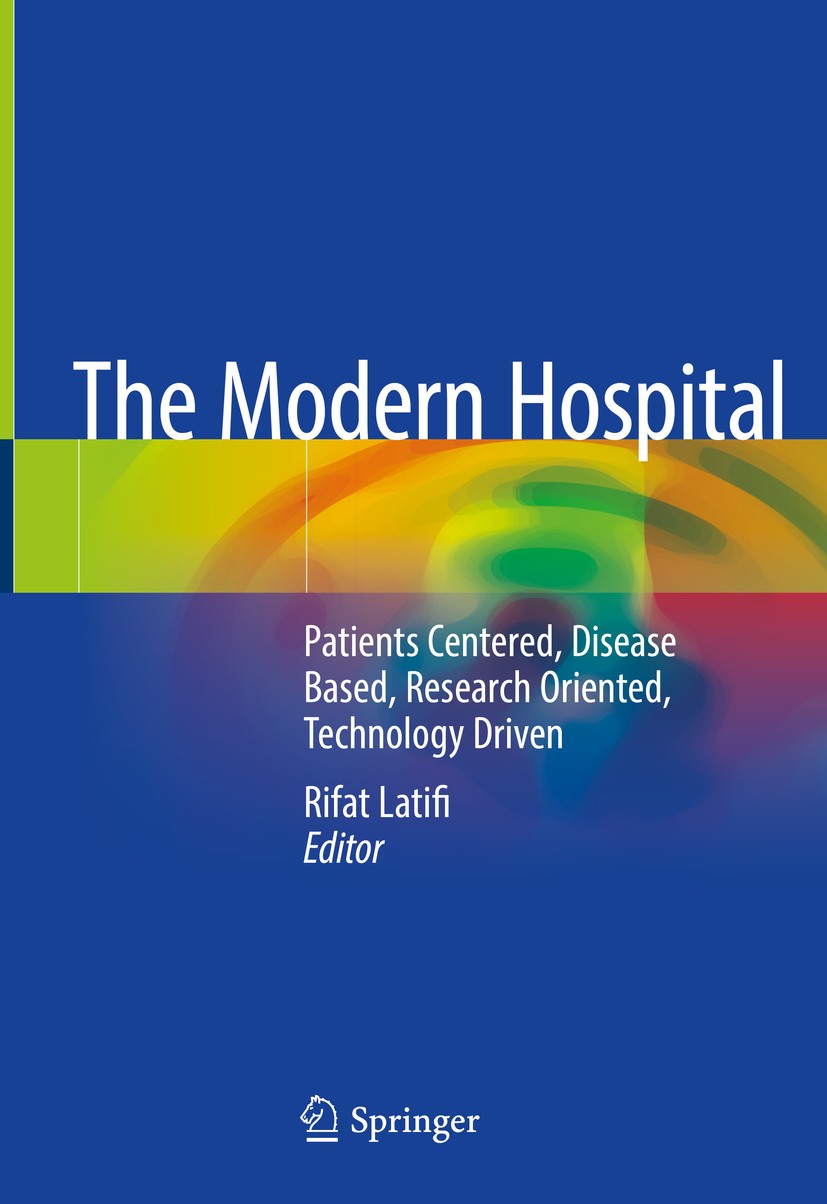 The Modern Hospital
Patients Centered, Disease
Based, Research Oriented,
Technology Driven
Rifat Latifi
Editor
Springer